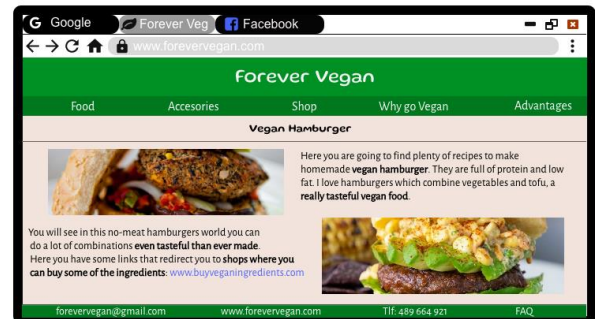 G Google
Forever Veg
Facebook
www.forevervegan.com
Forever Vegan
Food Accesories Shop Why go Vegan Advantages
Vegan Hamburger
Here you are going to find plenty of recipes to make
homemade vegan hamburger. They are full of protein and low
fat. I love hamburgers which combine vegetables and tofu, a
really tasteful vegan food.
You will see in this no-meat hamburgers world you can
do a lot of combinations even tasteful than ever made.
Here you have some links that redirect you to shops where you
can buy some of the ingredients: www.buyveganingredients.com
forevervegan@gmail.com www.forevervegan.com Tlf: 489 664 921 FAQ